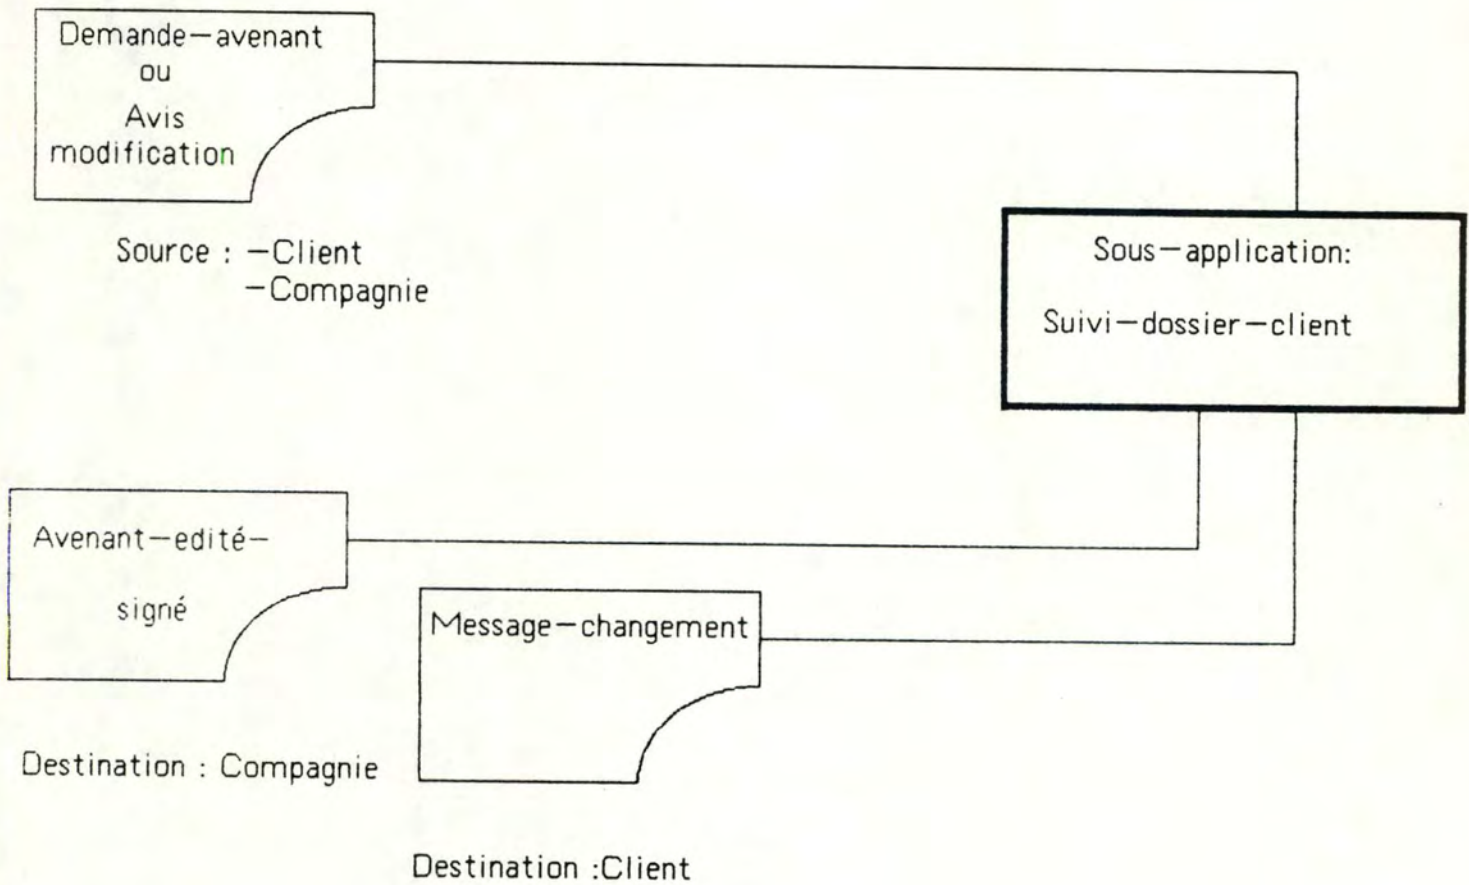 Demande-avenant
ou
Avis
modification
Source : -Client
-Compagnie
Sous-application:
Suivi-dossier-client
Avenant-edité-
signé
Message-changement
Destination : Compagnie
Destination :Client